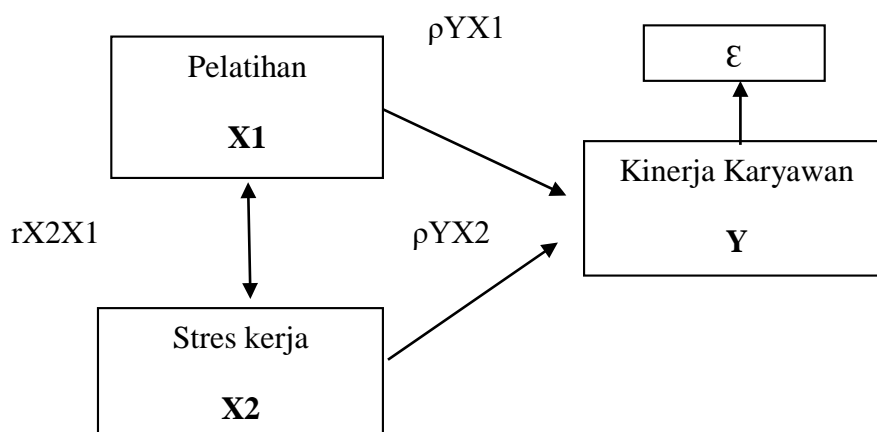 ρYX1
Pelatihan
X1
ε
Kinerja Karyawan
Y
rX2X1
ρYX2
Stres kerja
X2